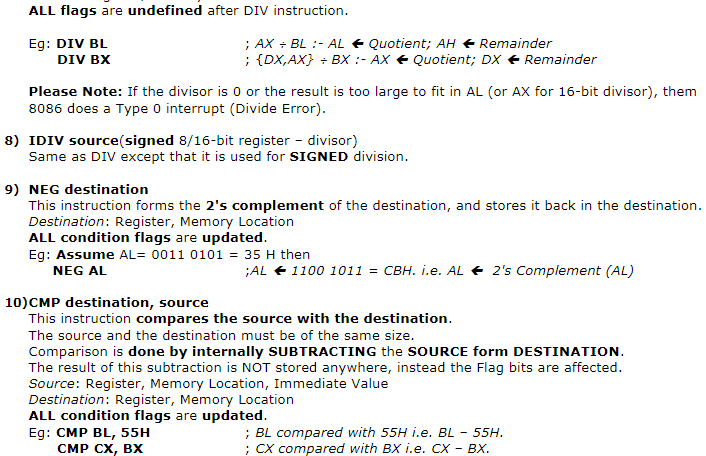 ALL flags are undefined after DIV instruction.
Eg: DIV BL ; AX ÷ BL :- AL 🡸 Quotient; AH 🡸 Remainder
DIV BX ; {DX,AX} ÷ BX :- AX 🡸 Quotient; DX 🡸 Remainder
Please Note: If the divisor is 0 or the result is too large to fit in AL (or AX for 16-bit divisor), them
8086 does a Type 0 interrupt (Divide Error).
8) IDIV source(signed 8/16-bit register – divisor)
Same as DIV except that it is used for SIGNED division.
9) NEG destination
This instruction forms the 2's complement of the destination, and stores it back in the destination.
Destination: Register, Memory Location
ALL condition flags are updated.
Eg: Assume AL= 0011 0101 = 35 H then
NEG AL ;AL 🡸 1100 1011 = CBH. i.e. AL 🡸 2's Complement (AL)
10)CMP destination, source
This instruction compares the source with the destination.
The source and the destination must be of the same size.
Comparison is done by internally SUBTRACTING the SOURCE form DESTINATION.
The result of this subtraction is NOT stored anywhere, instead the Flag bits are affected.
Source: Register, Memory Location, Immediate Value
Destination: Register, Memory Location
ALL condition flags are updated.
Eg: CMP BL, 55H ; BL compared with 55H i.e. BL – 55H.
CMP CX, BX ; CX compared with BX i.e. CX – BX.